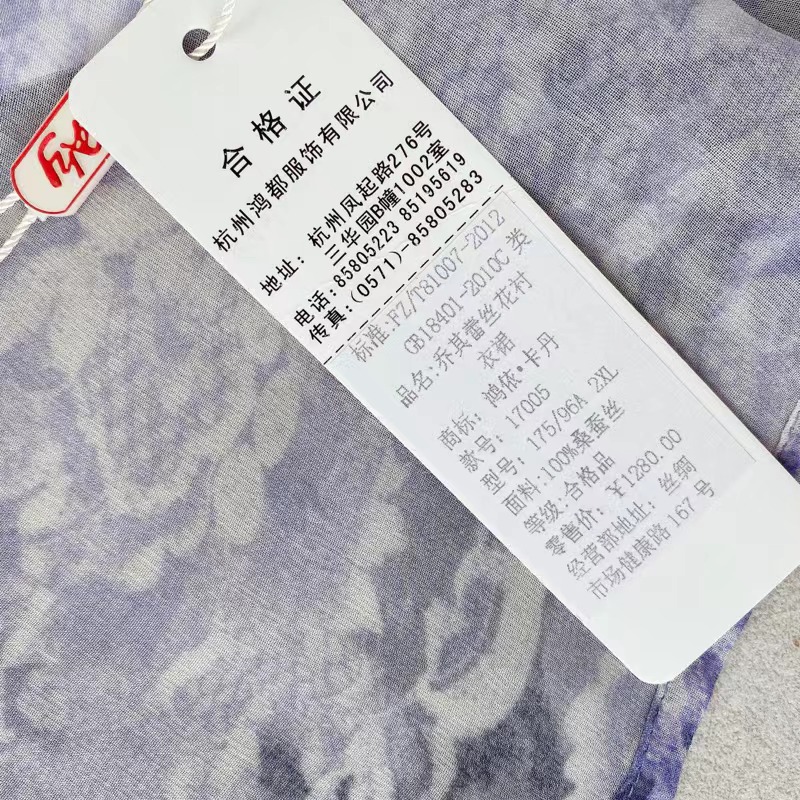 合格证
杭州鸿都服饰有限公司
地址：杭州凤起路276号
三华园B幢1002室
电话：85805223 85195619
传真：(0571)-85805283
标准:FZ/T81007-2012
GB18401-2010C 类
品名:乔其蚕丝花衬
衣裙
商标：鸿依·卡丹
款号：17005
型号：175/96A 2XL
面料:100%桑蚕丝
等级:合格品
零售价：¥1280.00
经营部地址：丝绸
市场健康路 167 号